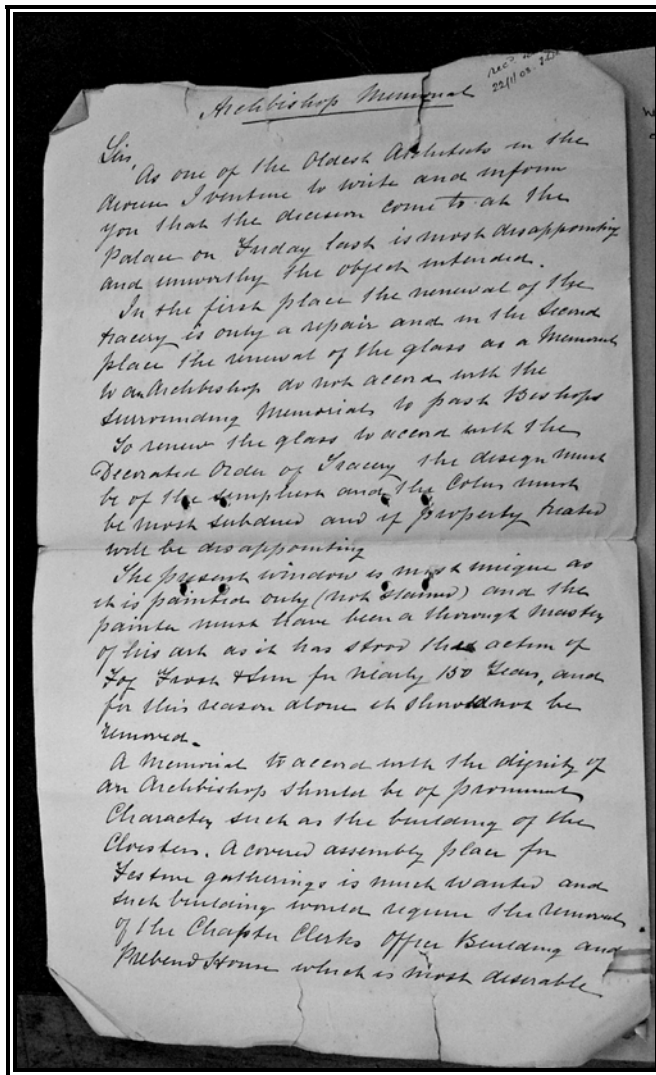 Rec^d
22/1/03.
Archbishop Memorial
Sir,
As one of the Oldest Architects in the
diocese I venture to write and inform
you that the decision come to at the
Palace on Friday last is most disappointing
and unworthy the object intended.
In the first place the renewal of the
tracery is only a repair and in the Second
place the renewal of the glass as a Memorial
to an Archbishop do not accord with the
surrounding Memorials to past Bishops
To renew the glass to accord with the
Decorated Order of Tracery the design must
be of the simplest and the Colour must
be most subdued and if property treated
will be disappointing
The present window is most unique as
it is painted only (not stained) and the
painter must have been a thorough master
of his art as it has stood the action of
Fog Frost & Sun for nearly 130 Years, and
for this reason alone it should not be
removed.
A Memorial to accord with the dignity of
an Archbishop should be of prominent
Character such as the building of the
Cloisters. A covered assembly place for
Festive gatherings is much wanted and
such building would require the removal
of the Chapter Clerks Office Building and
Prebend House which is most desirable